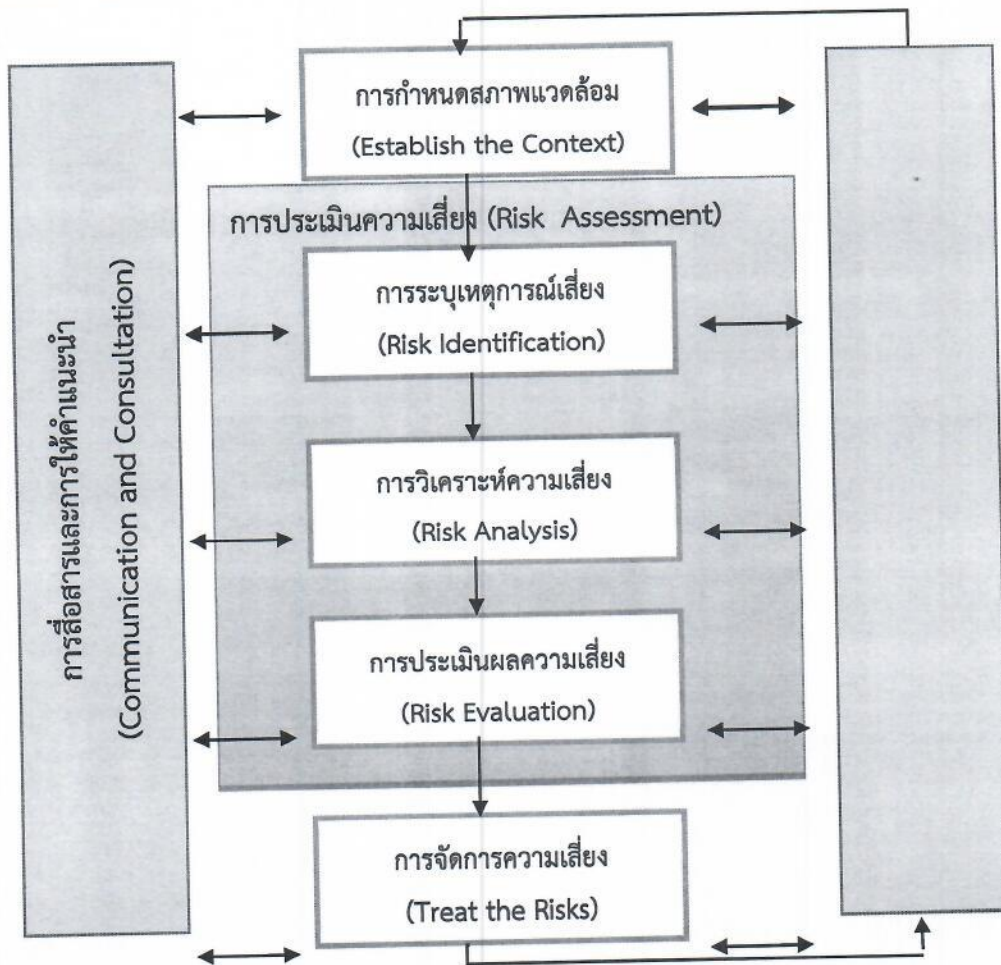 การกำหนดสภาพแวดล้อม
(Establish the Context)
การประเมินความเสี่ยง (Risk Assessment)
การระบุเหตุการณ์เสี่ยง
(Risk Identification)
การวิเคราะห์ความเสี่ยง
(Risk Analysis)
การประเมินผลความเสี่ยง
(Risk Evaluation)
การจัดการความเสี่ยง
(Treat the Risks)
การสื่อสารและการให้คำแนะนำ
(Communication and Consultation)